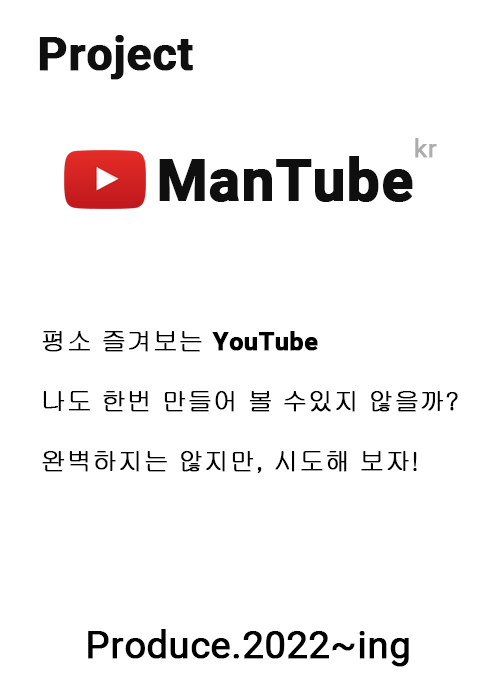 Project
kr
ManTube
평소 즐겨보는 YouTube
나도 한번 만들어 볼 수있지 않을까?
완벽하지는 않지만, 시도해 보자!
Produce.2022~ing